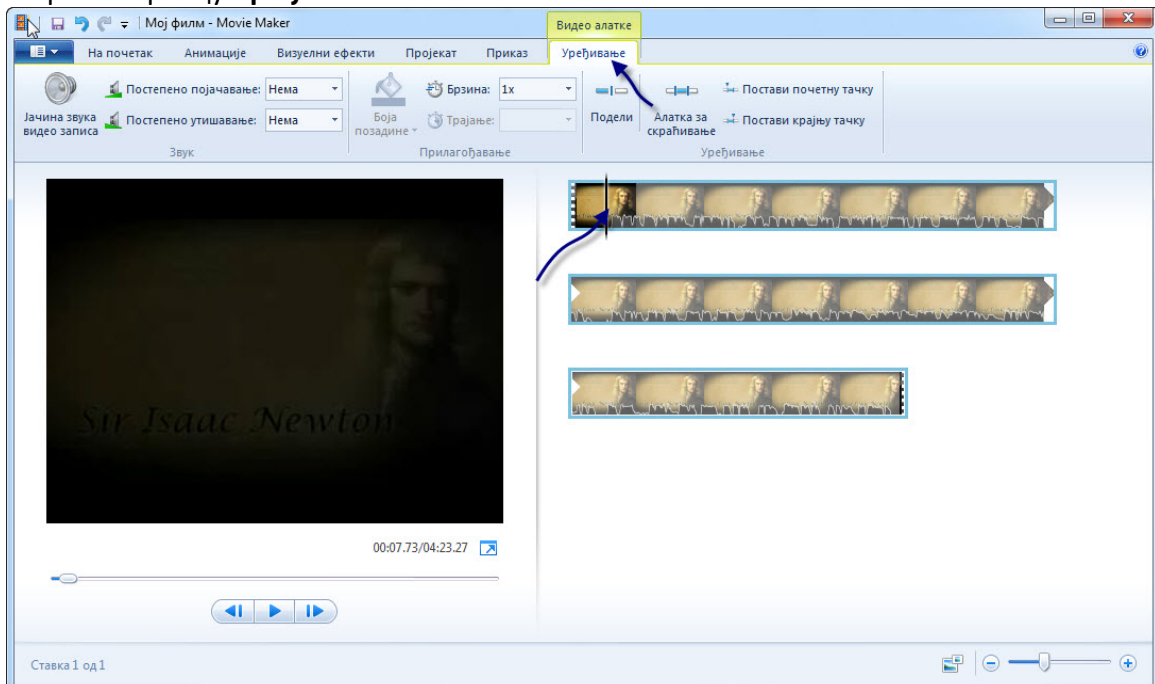 Мој филм - Movie Maker
Видео алатке
На почетак Анимације Визуелни ефекти Пројекат Приказ Уређивање
Јачина звука видео записа
Постепено појачавање: Нема
Постепено утишавање: Нема
Звук
Боја позадине
Брзина: 1x
Трајање:
Прилагођавање
Подели
Алатка за скраћивање
Постави почетну тачку
Постави крајњу тачку
Уређивање
Sir Isaac Newton
00:07.73/04:23.27
Ставка 1 од 1